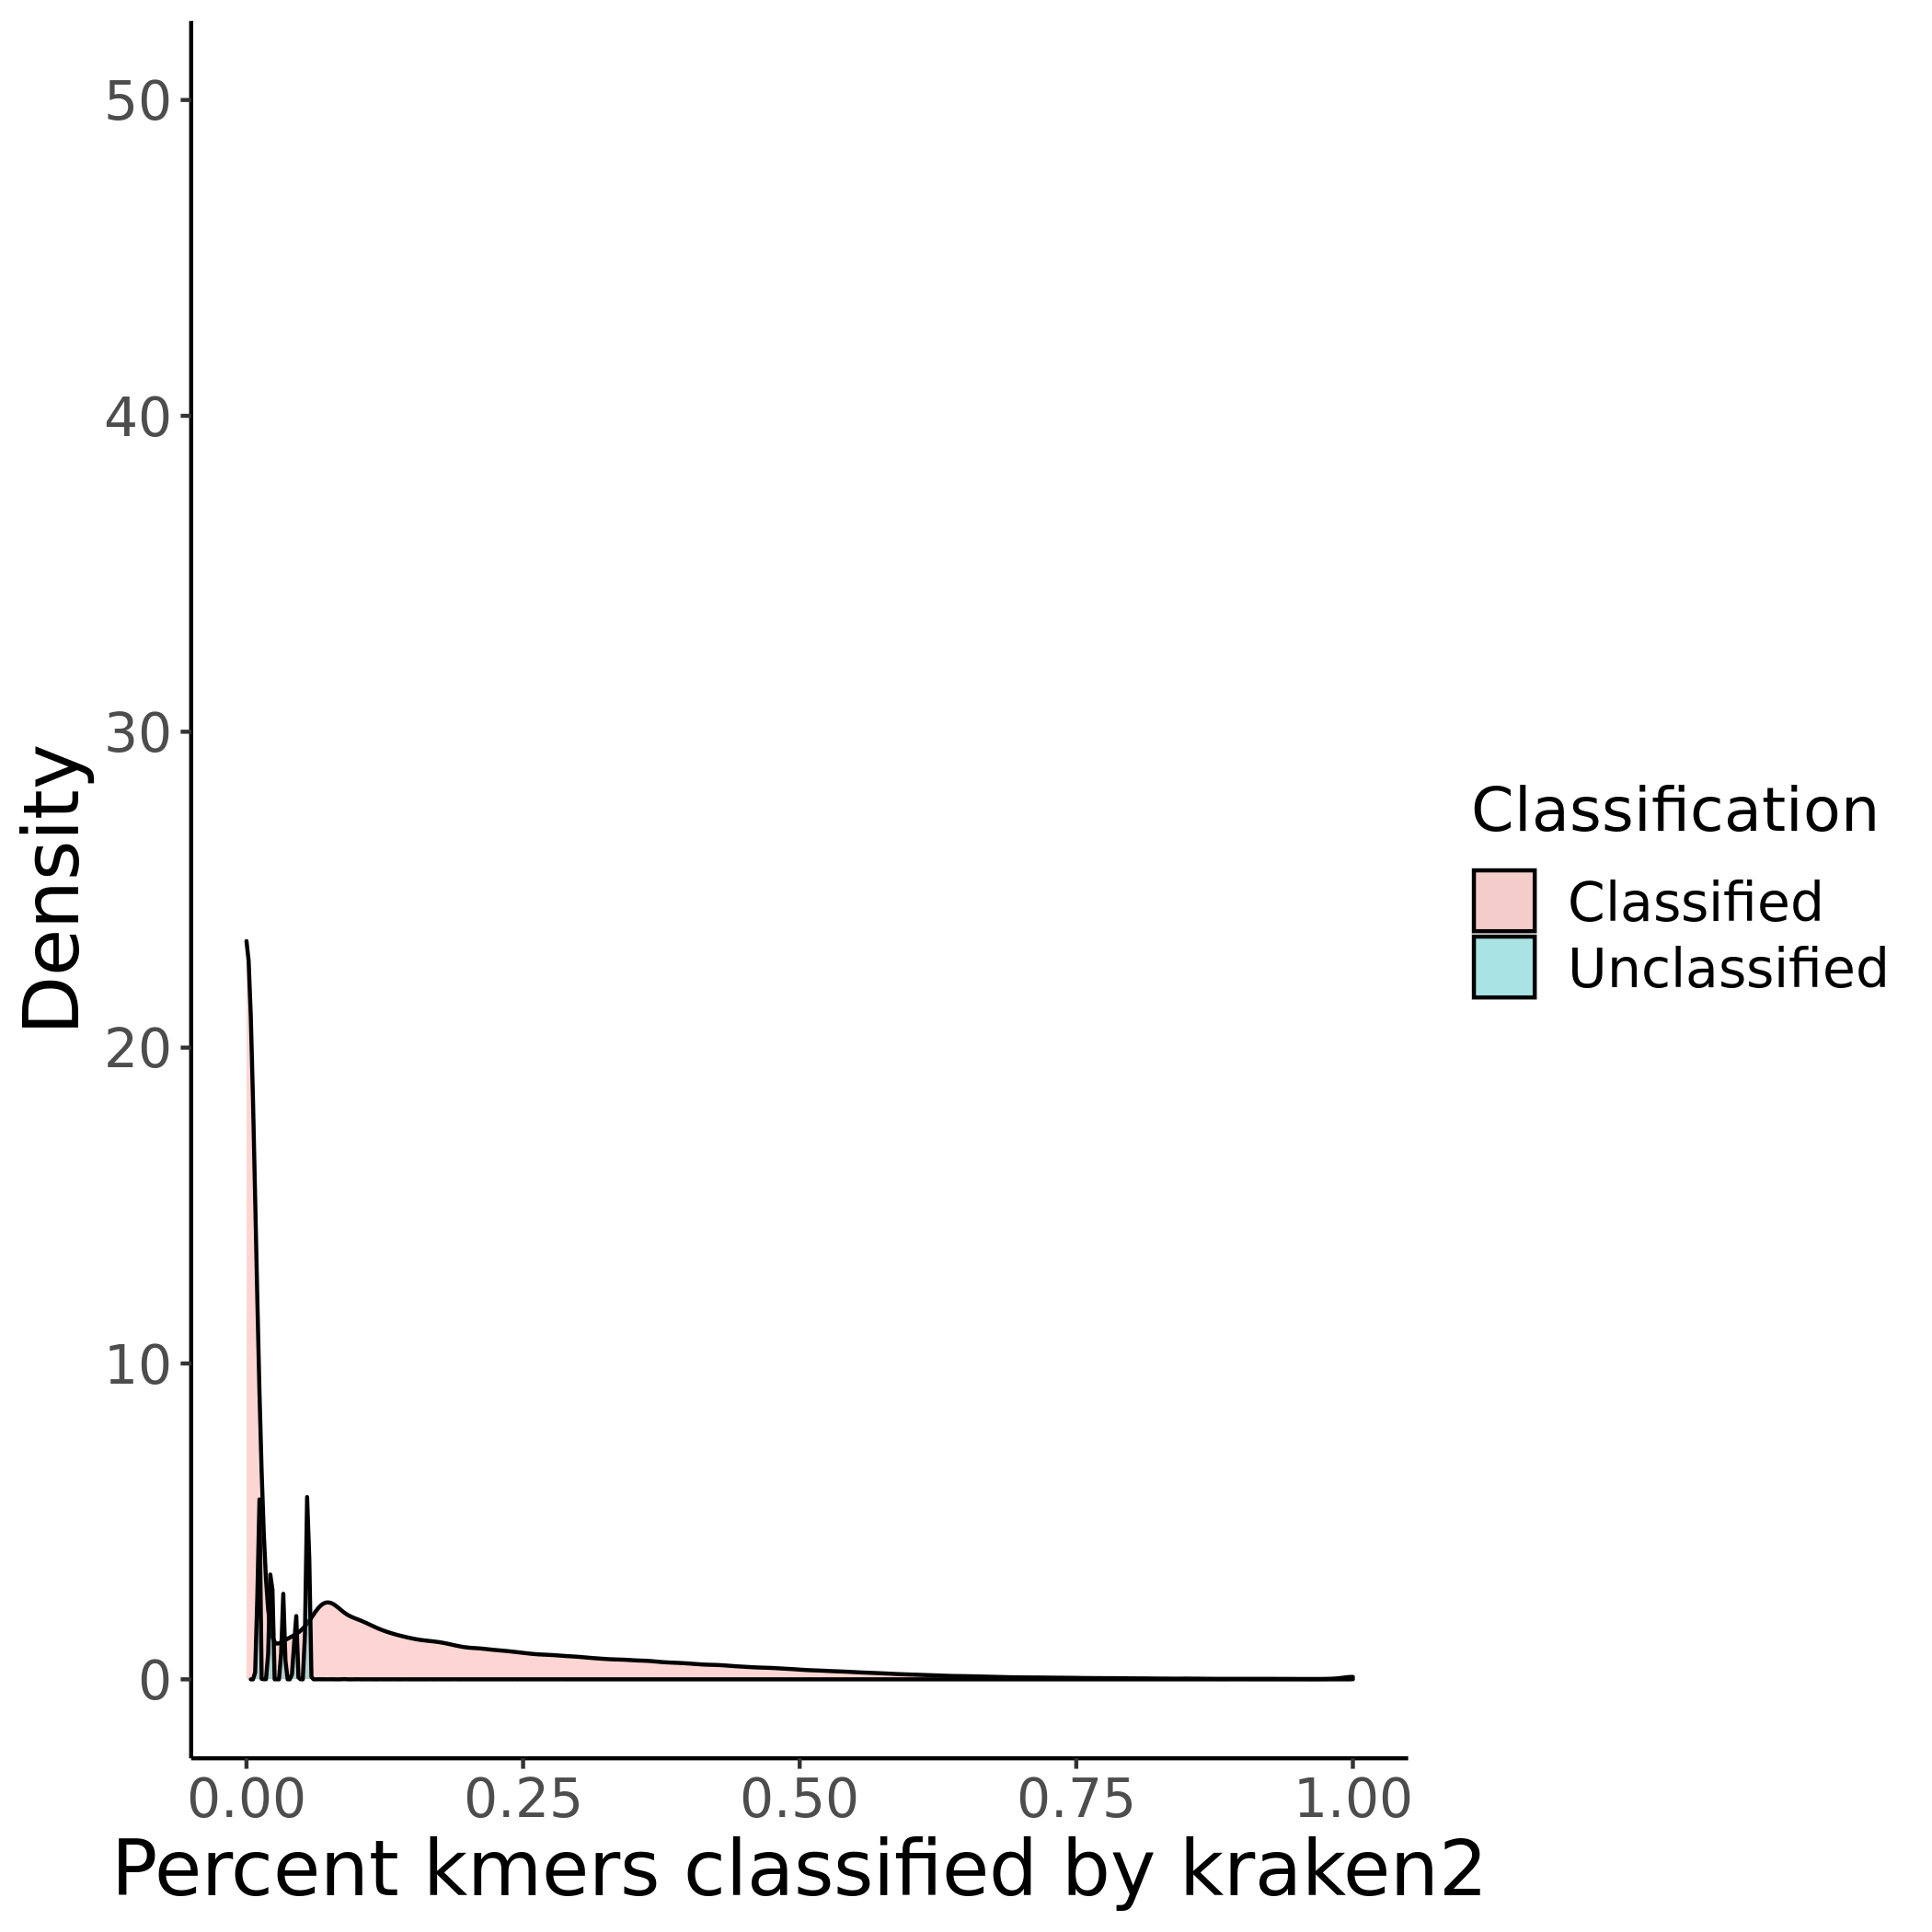 Density
50
40
30
20
10
0
0.00 0.25 0.50 0.75 1.00
Percent kmers classified by kraken2
Classification
Classified
Unclassified